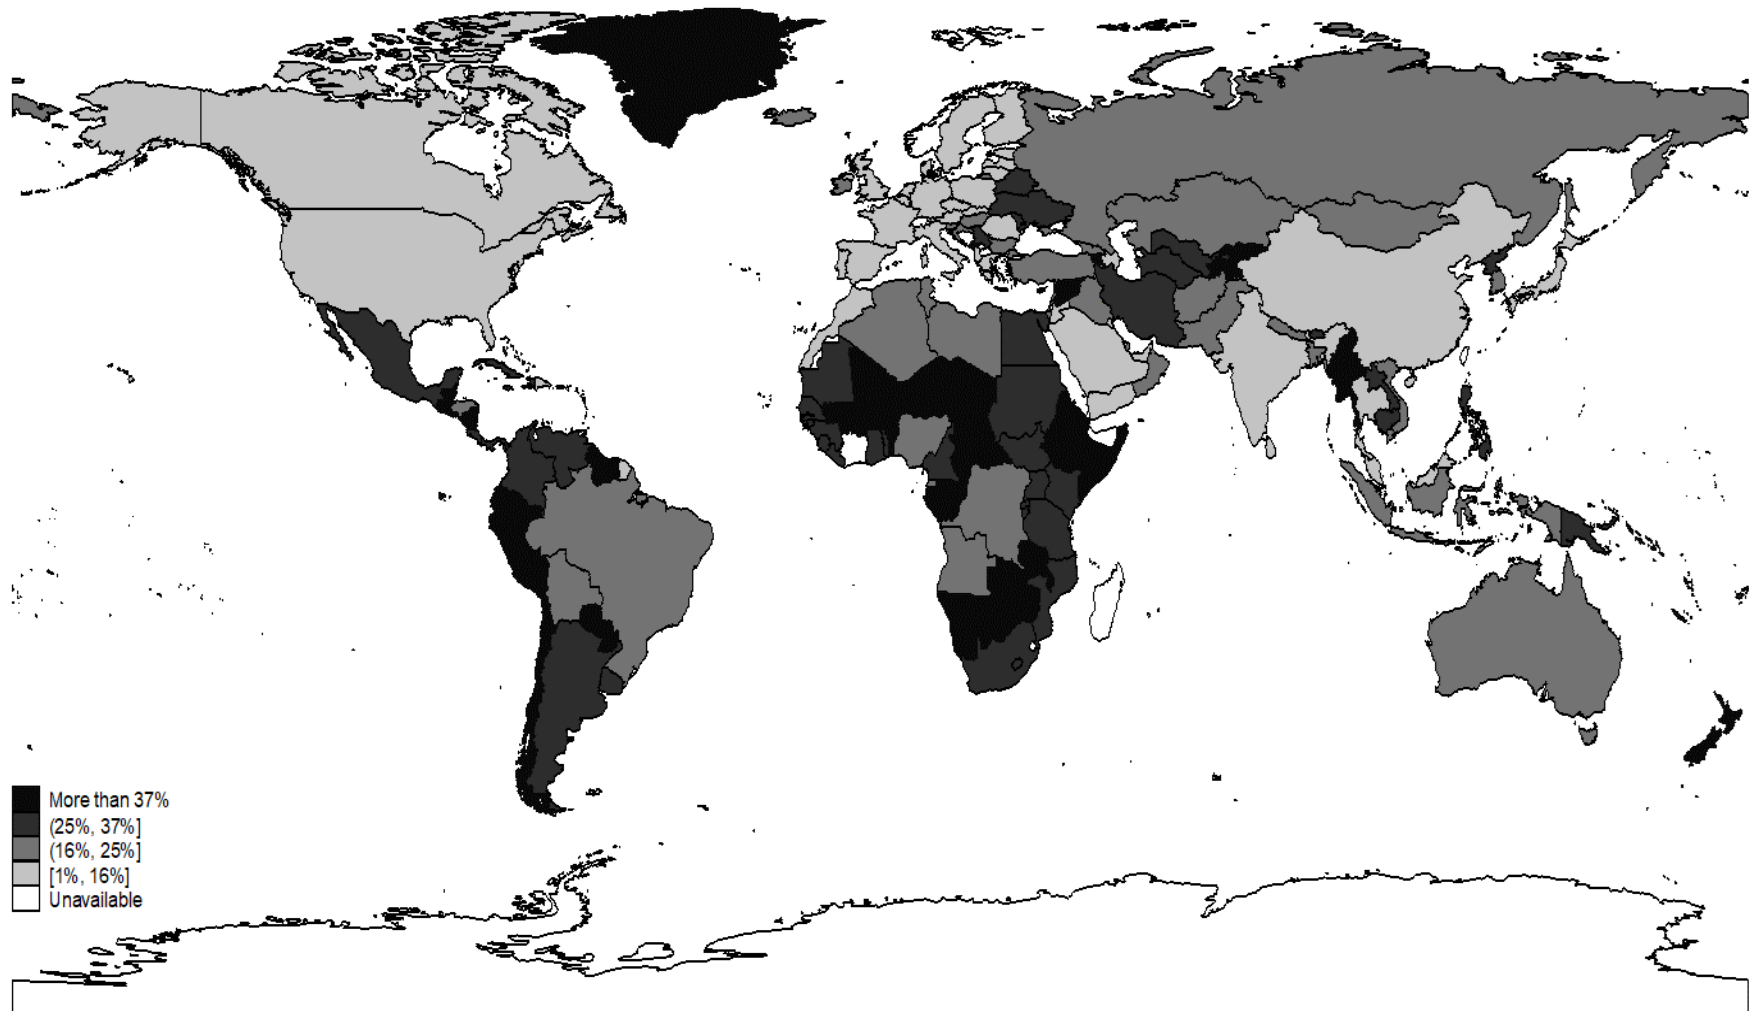 More than 37%
(25%, 37%]
(16%, 25%]
[1%, 16%]
Unavailable